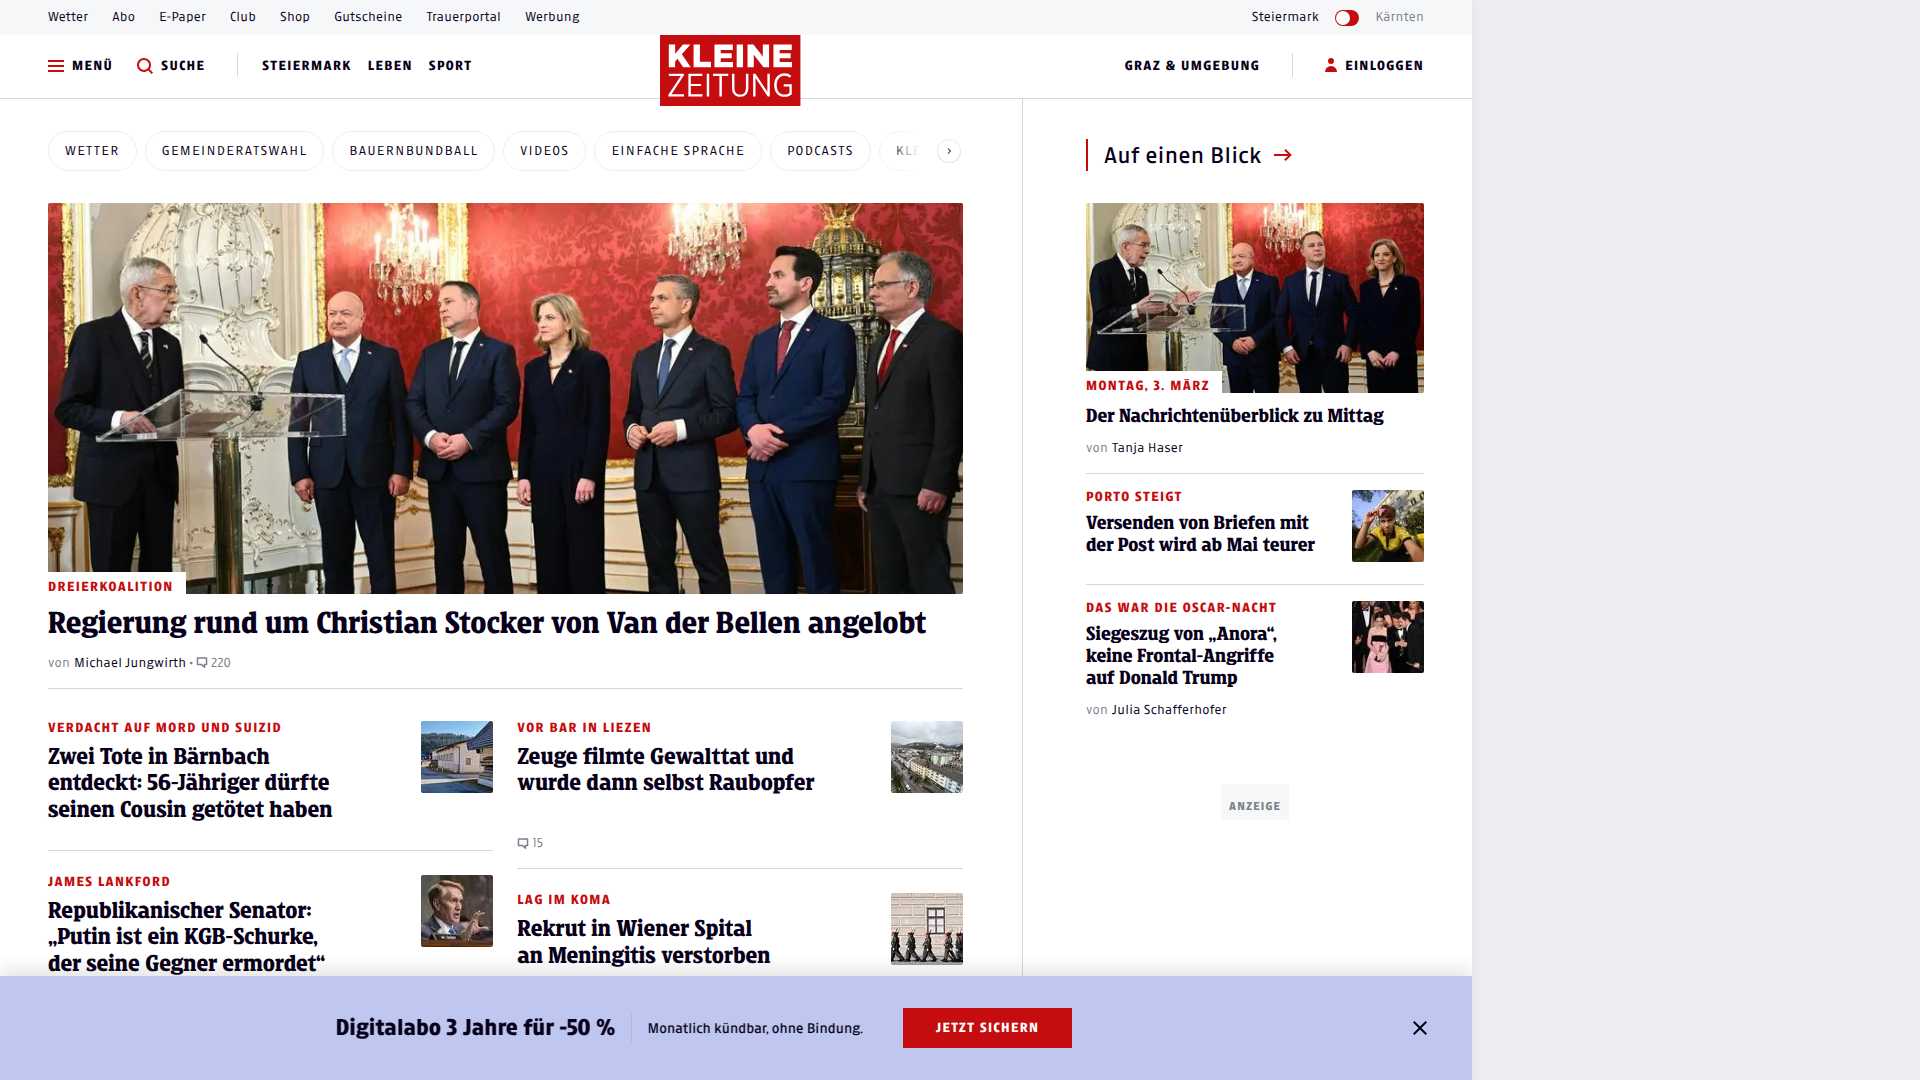 Wetter Abo E-Paper Club Shop Gutscheine Trauerportal Werbung Steiermark Kärnten
MENÜ SUCHE STEIERMARK LEBEN SPORT KLEINE ZEITUNG GRAZ & UMGEBUNG EINLOGGEN
WETTER GEMEINDERATSWAHL BAUERNBUNDBALL VIDEOS EINFACHE SPRACHE PODCASTS
DREIERKOALITION
Regierung rund um Christian Stocker von Van der Bellen angelobt
von Michael Jungwirth • 220
VERDACHT AUF MORD UND SUIZID
Zwei Tote in Bärnbach
entdeckt: 56-Jähriger dürfte
seinen Cousin getötet haben
VOR BAR IN LIEZEN
Zeuge filmte Gewalttat und
wurde dann selbst Raubopfer
15
JAMES LANKFORD
Republikanischer Senator:
„Putin ist ein KGB-Schurke,
der seine Gegner ermordet“
LAG IM KOMA
Rekrut in Wiener Spital
an Meningitis verstorben
Auf einen Blick
MONTAG, 3. MÄRZ
Der Nachrichtenüberblick zu Mittag
von Tanja Haser
PORTO STEIGT
Versenden von Briefen mit
der Post wird ab Mai teurer
DAS WAR DIE OSCAR-NACHT
Siegeszug von „Anora“,
keine Frontal-Angriffe
auf Donald Trump
von Julia Schafferhofer
ANZEIGE
Digitalabo 3 Jahre für -50 % Monatlich kündbar, ohne Bindung. JETZT SICHERN